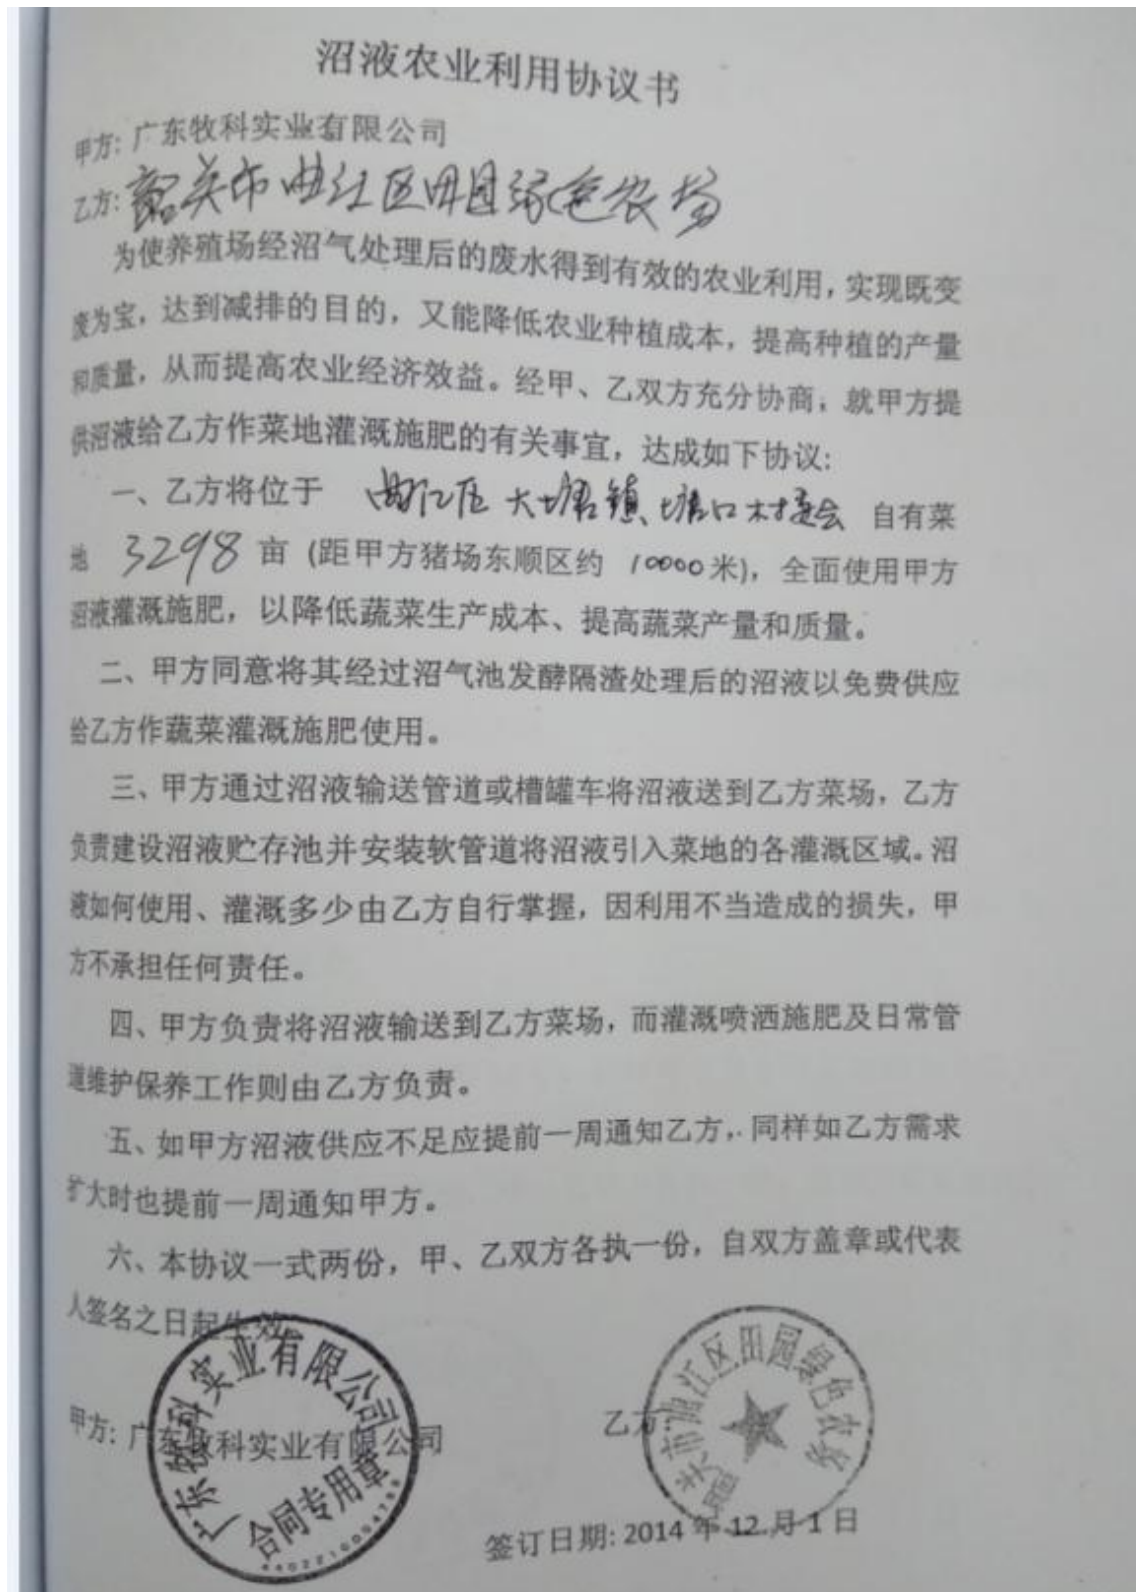 沼液农业利用协议书
甲方: 广东牧科实业有限公司
乙方: 韶关市曲江区田园绿色农场
为使养殖场经沼气处理后的废水得到有效的农业利用，实现既变
废为宝，达到减排的目的，又能降低农业种植成本，提高种植的产量
和质量，从而提高农业经济效益。经甲、乙双方充分协商，就甲方提
供沼液给乙方作菜地灌溉施肥的有关事宜，达成如下协议:
一、乙方将位于 曲江区大塘镇塘口村委会 自有菜
地 3298 亩 (距甲方猪场东顺区约 10000米)，全面使用甲方
沼液灌溉施肥，以降低蔬菜生产成本、提高蔬菜产量和质量。
二、甲方同意将其经过沼气池发酵隔渣处理后的沼液以免费供应
给乙方作蔬菜灌溉施肥使用。
三、甲方通过沼液输送管道或槽罐车将沼液送到乙方菜场，乙方
负责建设沼液贮存池并安装软管道将沼液引入菜地的各灌溉区域。沼
液如何使用、灌溉多少由乙方自行掌握，因利用不当造成的损失，甲
方不承担任何责任。
四、甲方负责将沼液输送到乙方菜场，而灌溉喷洒施肥及日常管
道维护保养工作则由乙方负责。
五、如甲方沼液供应不足应提前一周通知乙方，同样如乙方需求
扩大时也提前一周通知甲方。
六、本协议一式两份，甲、乙双方各执一份，自双方盖章或代表
人签名之日起生效。
甲方: 广东牧科实业有限公司
乙方:
广东牧科实业有限公司
合同专用章
韶关市曲江区田园绿色农场
签订日期: 2014 年 12 月 1 日